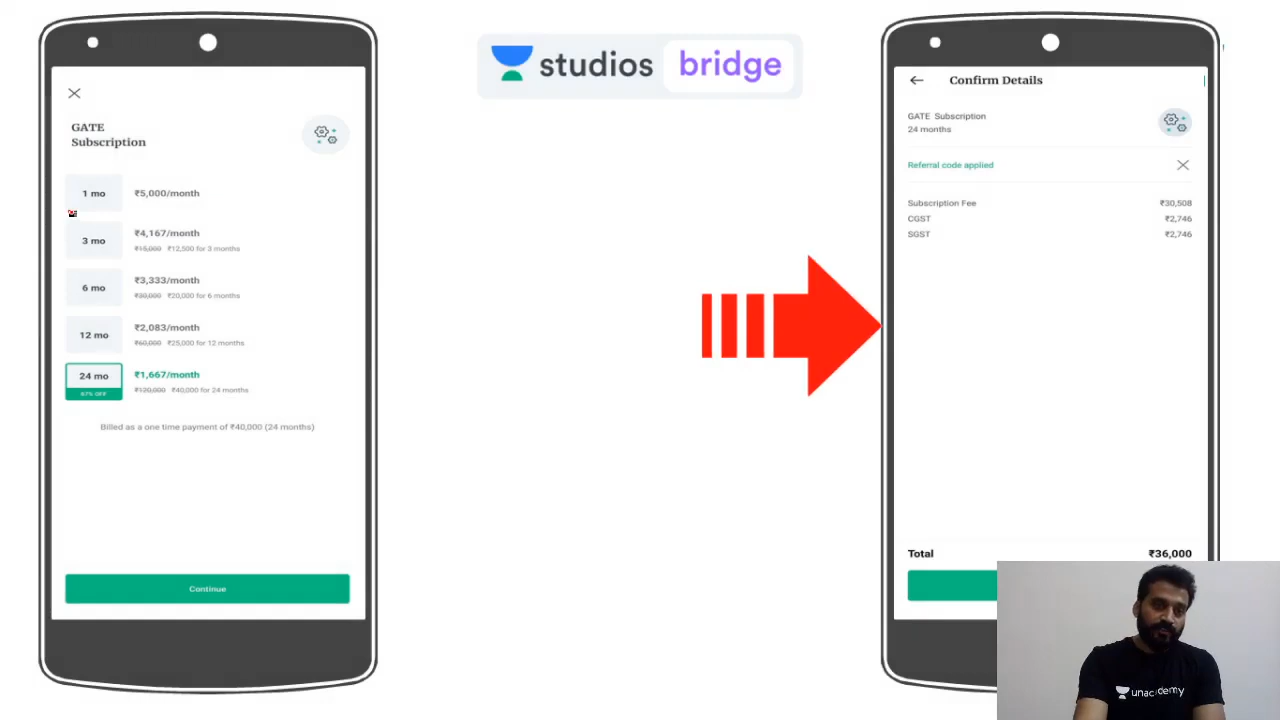 studios bridge
GATE
Subscription
1 mo
₹5,000/month
3 mo
₹4,167/month
₹15,000 ₹12,500 for 3 months
6 mo
₹3,333/month
₹30,000 ₹20,000 for 6 months
12 mo
₹2,083/month
₹60,000 ₹25,000 for 12 months
24 mo
67% OFF
₹1,667/month
₹120,000 ₹40,000 for 24 months
Billed as a one time payment of ₹40,000 (24 months)
Continue
Confirm Details
GATE Subscription
24 months
Referral code applied
Subscription Fee ₹30,508
CGST ₹2,746
SGST ₹2,746
Total ₹36,000
unacademy